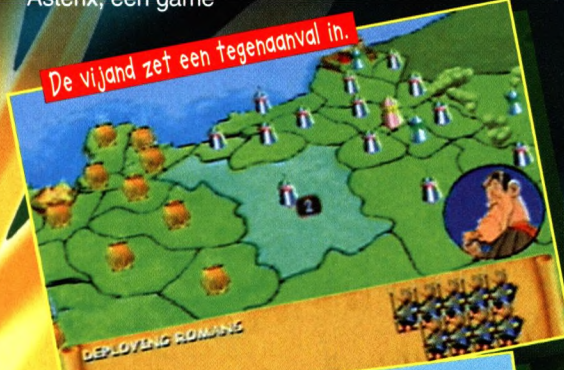 Asterix, een game
De vijand zet een tegenaanval in.
2
DEPLOYING ROMANS